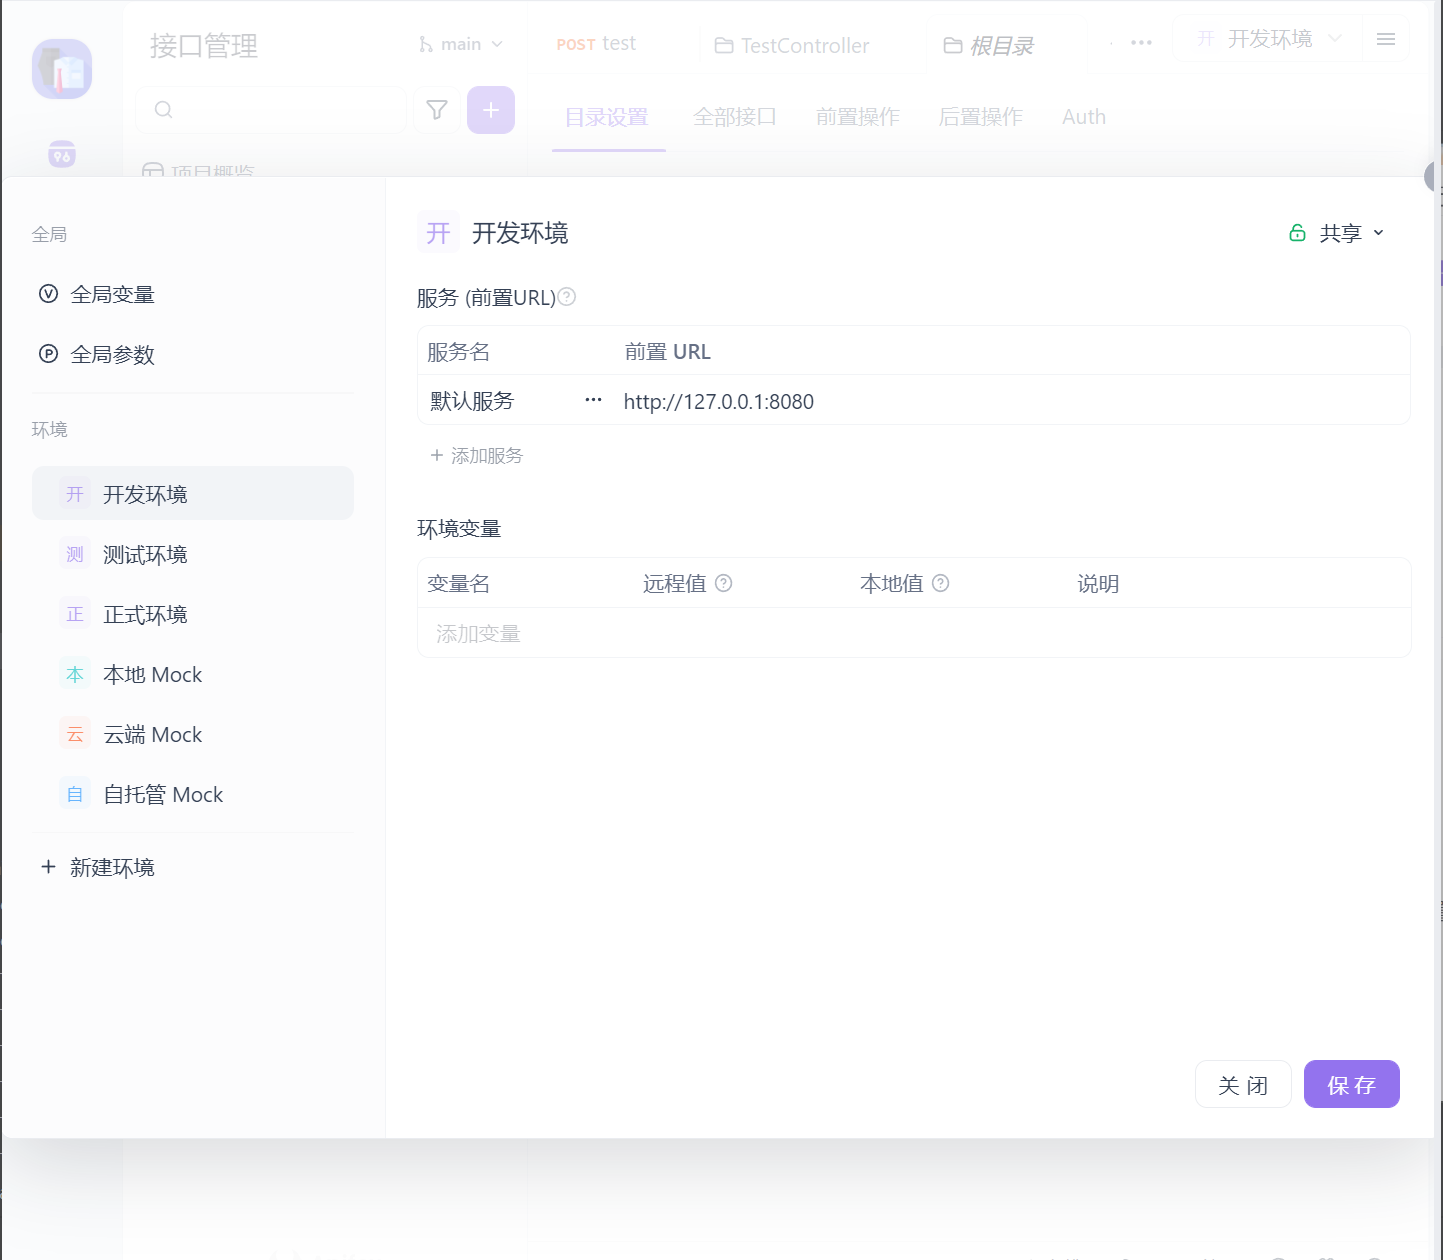 接口管理
main
POST test
TestController
根目录
开 开发环境
目录设置
全部接口
前置操作
后置操作
Auth
项目概览
全局
全局变量
全局参数
环境
开 开发环境
测 测试环境
正 正式环境
本 本地 Mock
云 云端 Mock
自 自托管 Mock
+ 新建环境
开 开发环境
共享
服务 (前置URL)
服务名
前置 URL
默认服务
http://127.0.0.1:8080
+ 添加服务
环境变量
变量名
远程值
本地值
说明
添加变量
关 闭
保 存